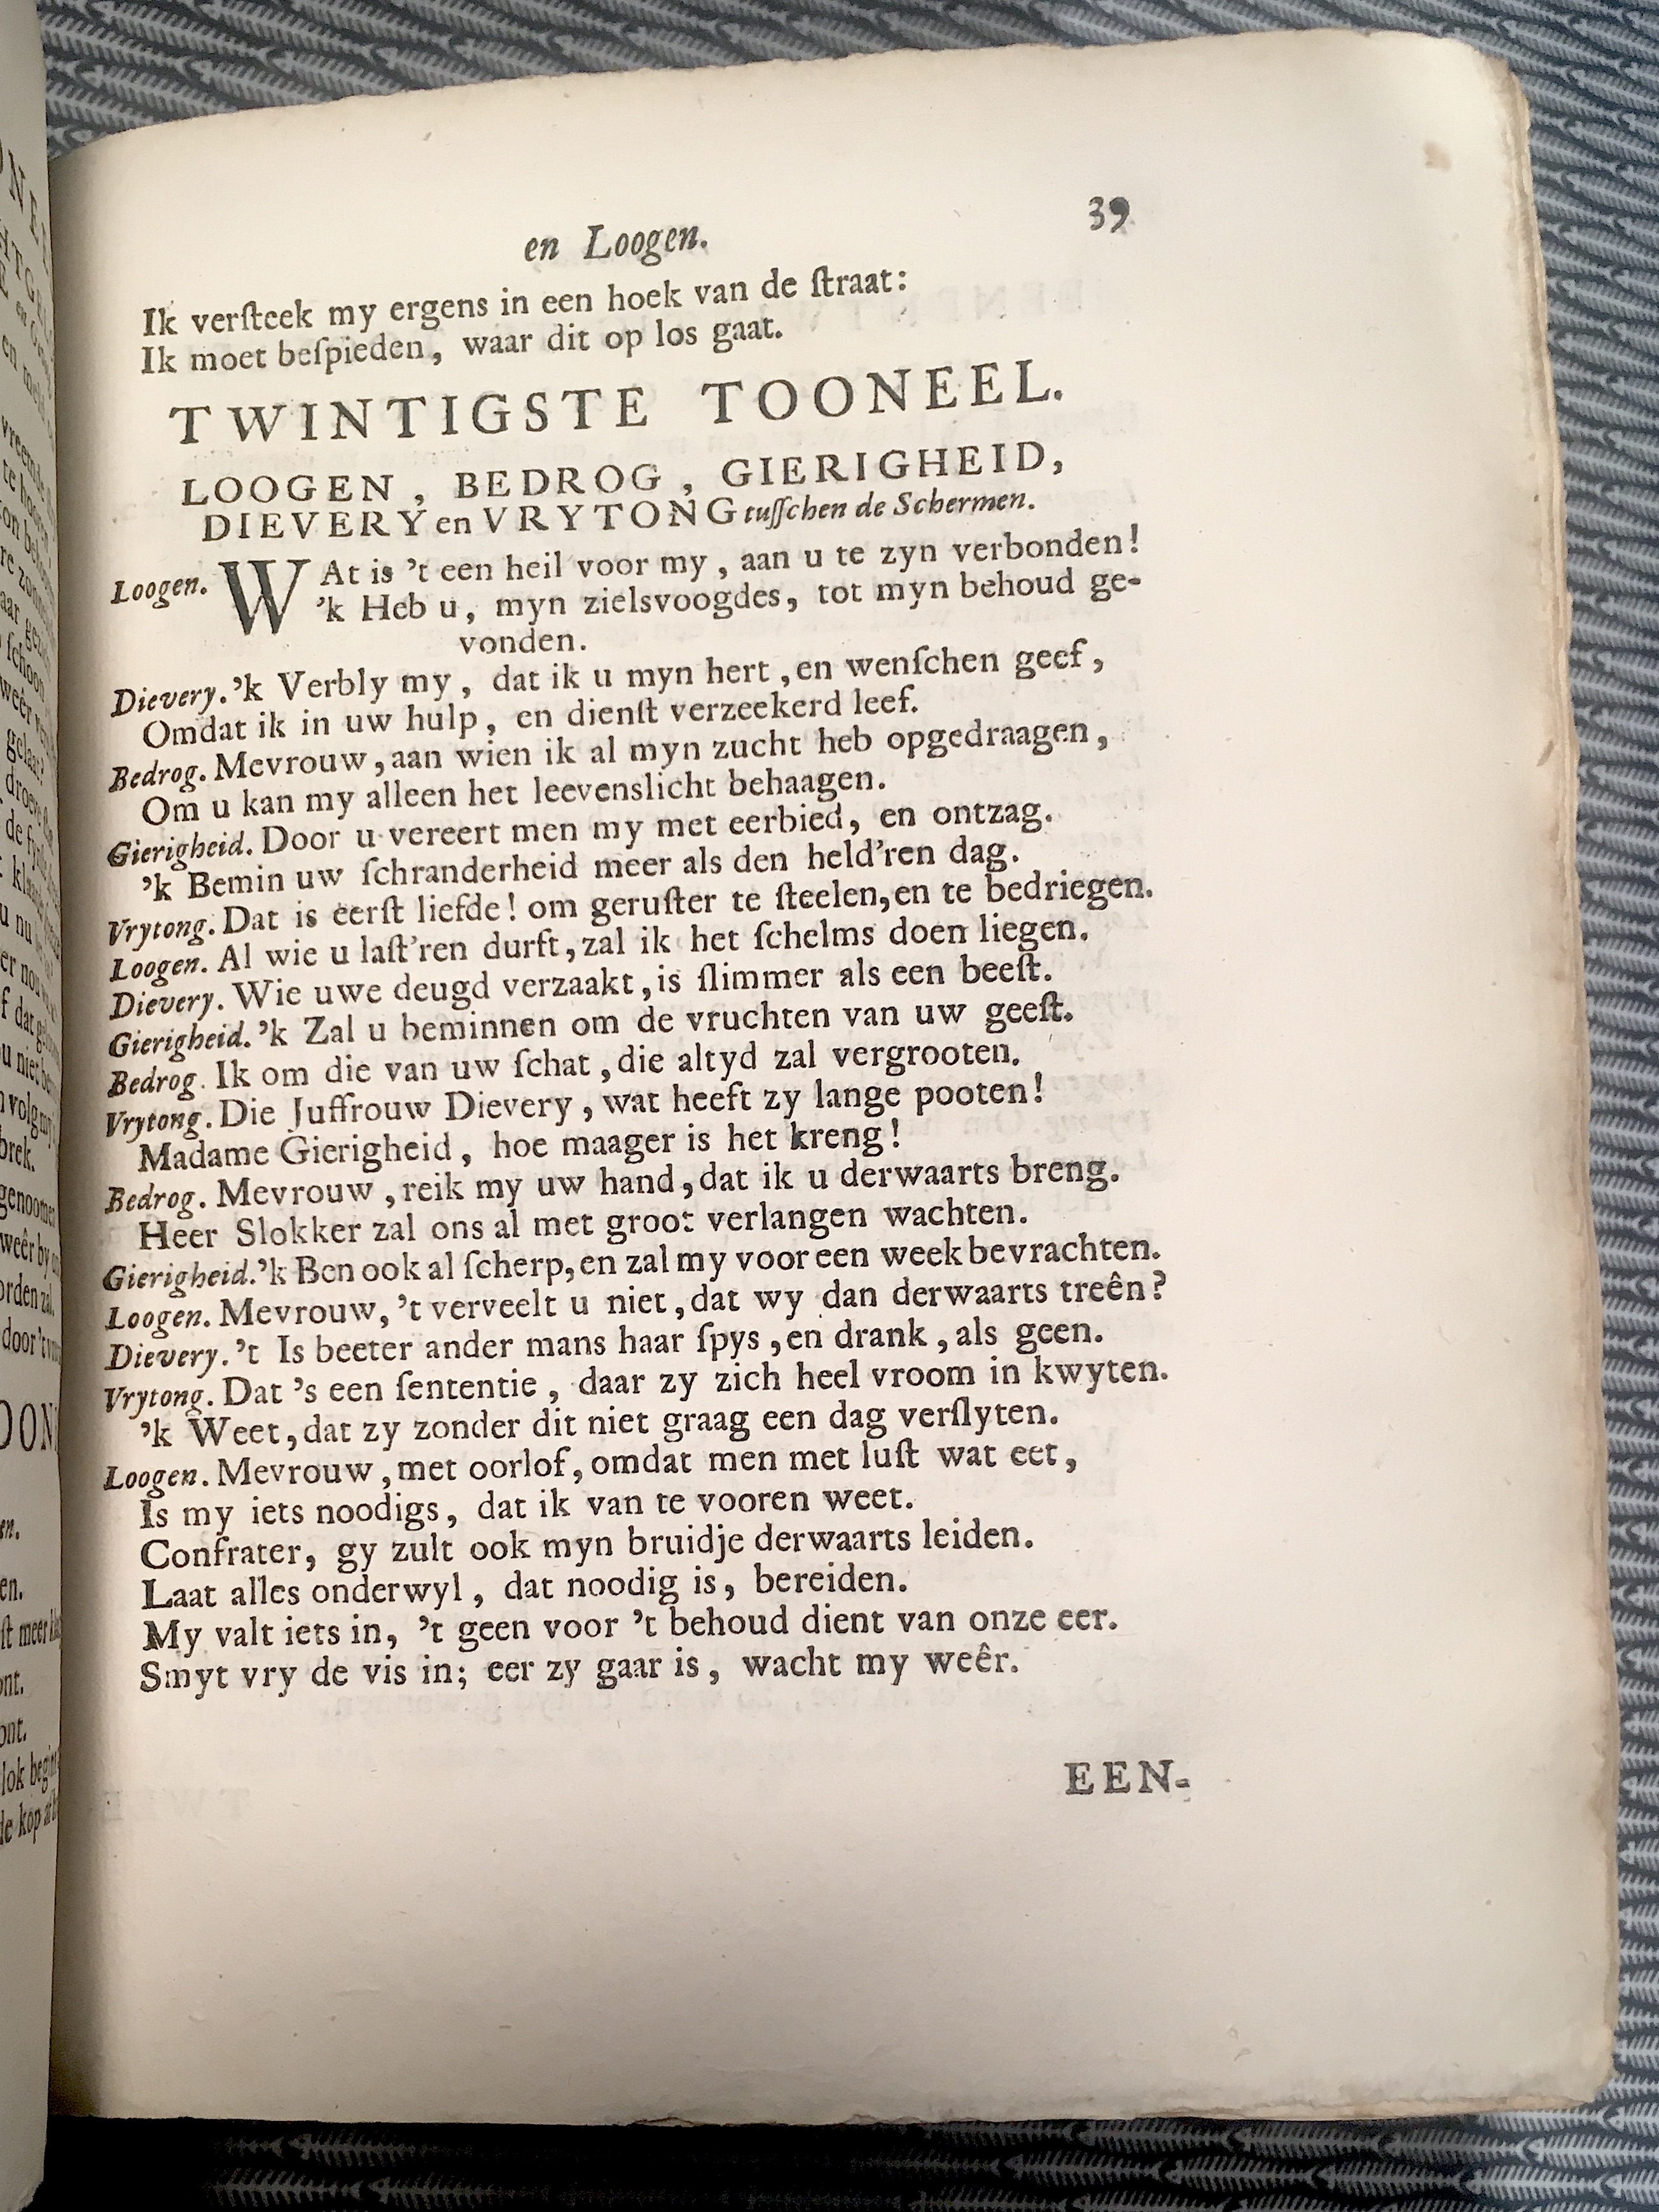 en Loogen.
39
Ik verſteek my ergens in een hoek van de ſtraat:
Ik moet beſpieden, waar dit op los gaat.
TWINTIGSTE TOONEEL.
LOOGEN, BEDROG, GIERIGHEID,
DIEVERY en VRYTONG tuſſchen de Schermen.
Loogen. WAt is 't een heil voor my, aan u te zyn verbonden!
'k Heb u, myn zielsvoogdes, tot myn behoud ge-
vonden.
Dievery. 'k Verbly my, dat ik u myn hert, en wenſchen geef,
Omdat ik in uw hulp, en dienſt verzeekerd leef.
Bedrog. Mevrouw, aan wien ik al myn zucht heb opgedraagen,
Om u kan my alleen het leevenslicht behaagen.
Gierigheid. Door u vereert men my met eerbied, en ontzag.
'k Bemin uw ſchranderheid meer als den held'ren dag.
Vrytong. Dat is eerſt liefde! om geruſter te ſteelen, en te bedriegen.
Loogen. Al wie u laſt'ren durft, zal ik het ſchelms doen liegen.
Dievery. Wie uwe deugd verzaakt, is ſlimmer als een beeſt.
Gierigheid. 'k Zal u beminnen om de vruchten van uw geeſt.
Bedrog. Ik om die van uw ſchat, die altyd zal vergrooten.
Vrytong. Die Juffrouw Dievery, wat heeft zy lange pooten!
Madame Gierigheid, hoe maager is het kreng!
Bedrog. Mevrouw, reik my uw hand, dat ik u derwaarts breng.
Heer Slokker zal ons al met groot verlangen wachten.
Gierigheid. 'k Ben ook al ſcherp, en zal my voor een week bevrachten.
Loogen. Mevrouw, 't verveelt u niet, dat wy dan derwaarts treên?
Dievery. 't Is beeter ander mans haar ſpys, en drank, als geen.
Vrytong. Dat 's een ſententie, daar zy zich heel vroom in kwyten.
'k Weet, dat zy zonder dit niet graag een dag verſlyten.
Loogen. Mevrouw, met oorlof, omdat men met luſt wat eet,
Is my iets noodigs, dat ik van te vooren weet.
Confrater, gy zult ook myn bruidje derwaarts leiden.
Laat alles onderwyl, dat noodig is, bereiden.
My valt iets in, 't geen voor 't behoud dient van onze eer.
Smyt vry de vis in; eer zy gaar is, wacht my weêr.
EEN-